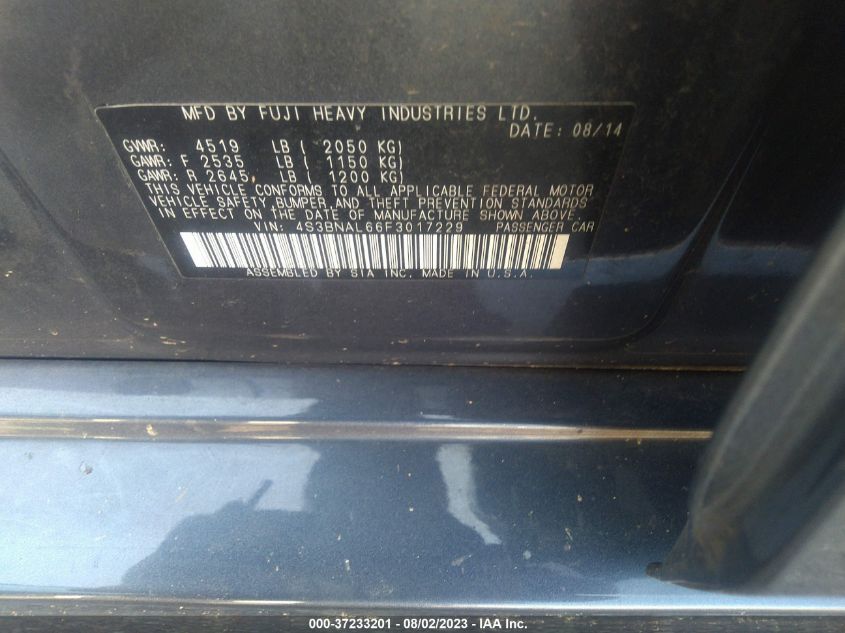 MFD BY FUJI HEAVY INDUSTRIES LTD.
DATE: 08/14
GVWR: 4519 LB ( 2050 KG)
GAWR: F 2535 LB ( 1150 KG)
GAWR: R 2645 LB ( 1200 KG)
THIS VEHICLE CONFORMS TO ALL APPLICABLE FEDERAL MOTOR
VEHICLE SAFETY,BUMPER,AND THEFT PREVENTION STANDARDS
IN EFFECT ON THE DATE OF MANUFACTURE SHOWN ABOVE.
VIN: 4S3BNAL66F3017229 PASSENGER CAR
ASSEMBLED BY SIA INC. MADE IN U.S.A.
000-37233201 - 08/02/2023 - IAA Inc.